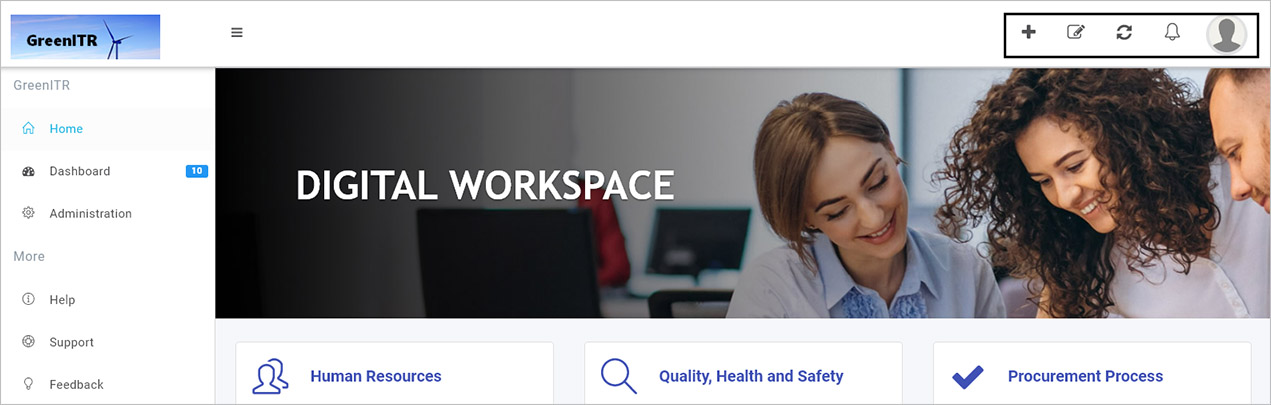 GreenITR
GreenITR
Home
Dashboard 10
Administration
More
Help
Support
Feedback
DIGITAL WORKSPACE
Human Resources
Quality, Health and Safety
Procurement Process